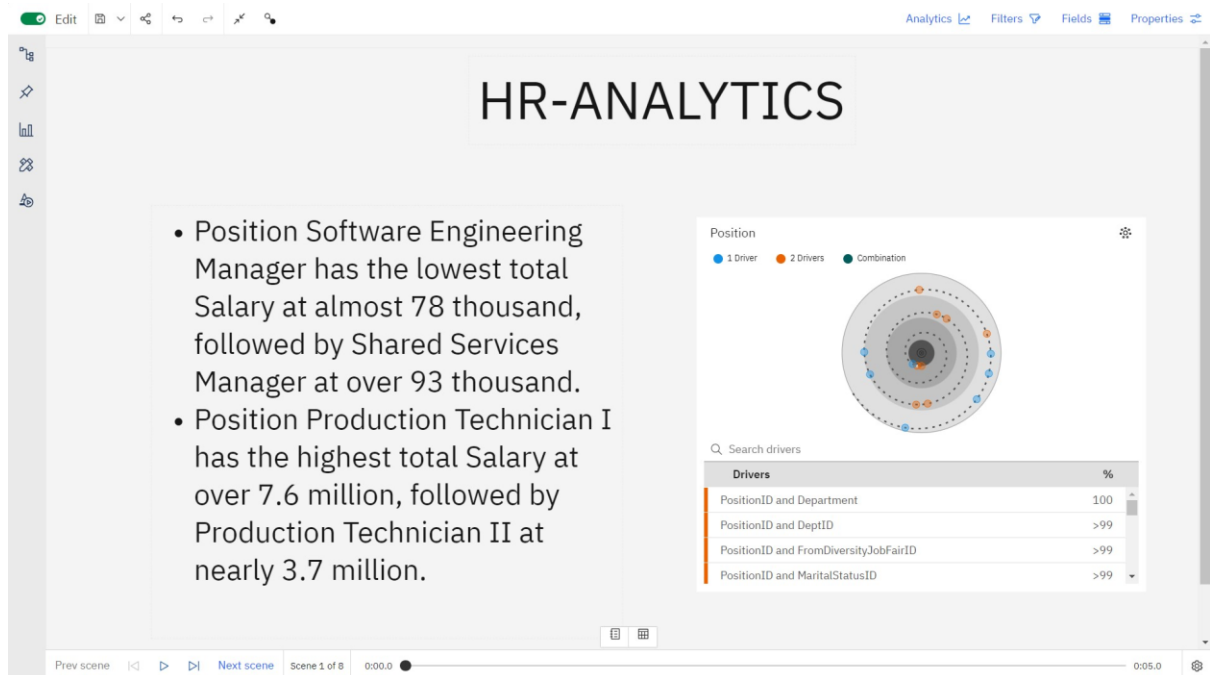 Edit
Analytics
Filters
Fields
Properties
HR-ANALYTICS
• Position Software Engineering
Manager has the lowest total
Salary at almost 78 thousand,
followed by Shared Services
Manager at over 93 thousand.
• Position Production Technician I
has the highest total Salary at
over 7.6 million, followed by
Production Technician II at
nearly 3.7 million.
Position
1 Driver 2 Drivers Combination
Search drivers
Drivers %
PositionID and Department 100
PositionID and DeptID >99
PositionID and FromDiversityJobFairID >99
PositionID and MaritalStatusID >99
Prev scene Next scene Scene 1 of 8 0:00.0 0:05.0